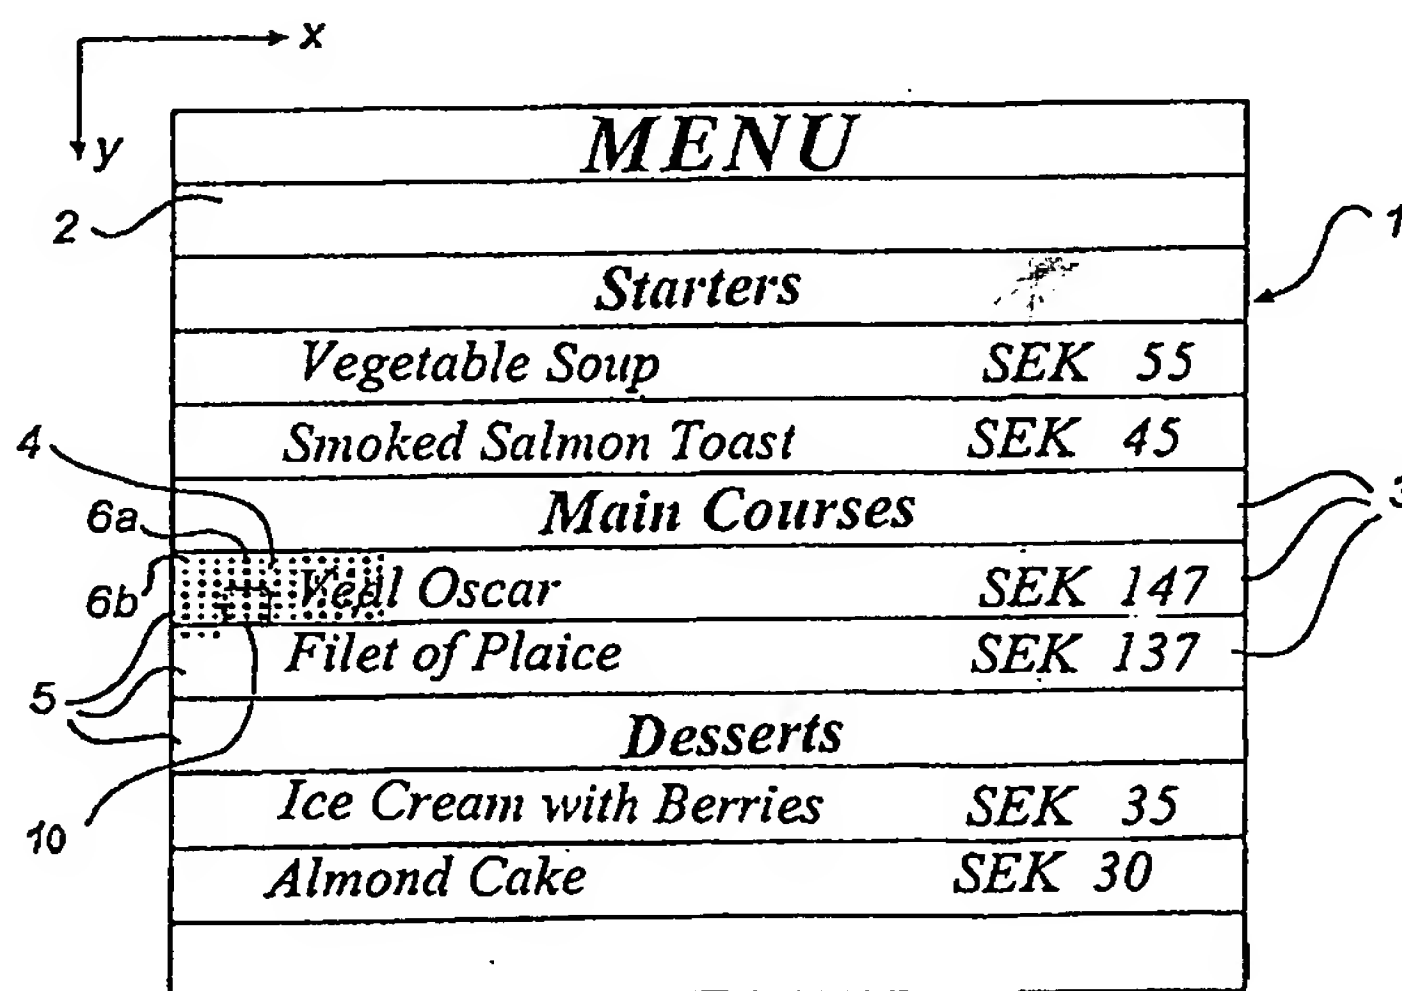 x
y
MENU
2
1
Starters
Vegetable Soup SEK 55
4
Smoked Salmon Toast SEK 45
3
6a
Main Courses
6b
Veal Oscar SEK 147
Filet of Plaice SEK 137
5
Desserts
10
Ice Cream with Berries SEK 35
Almond Cake SEK 30